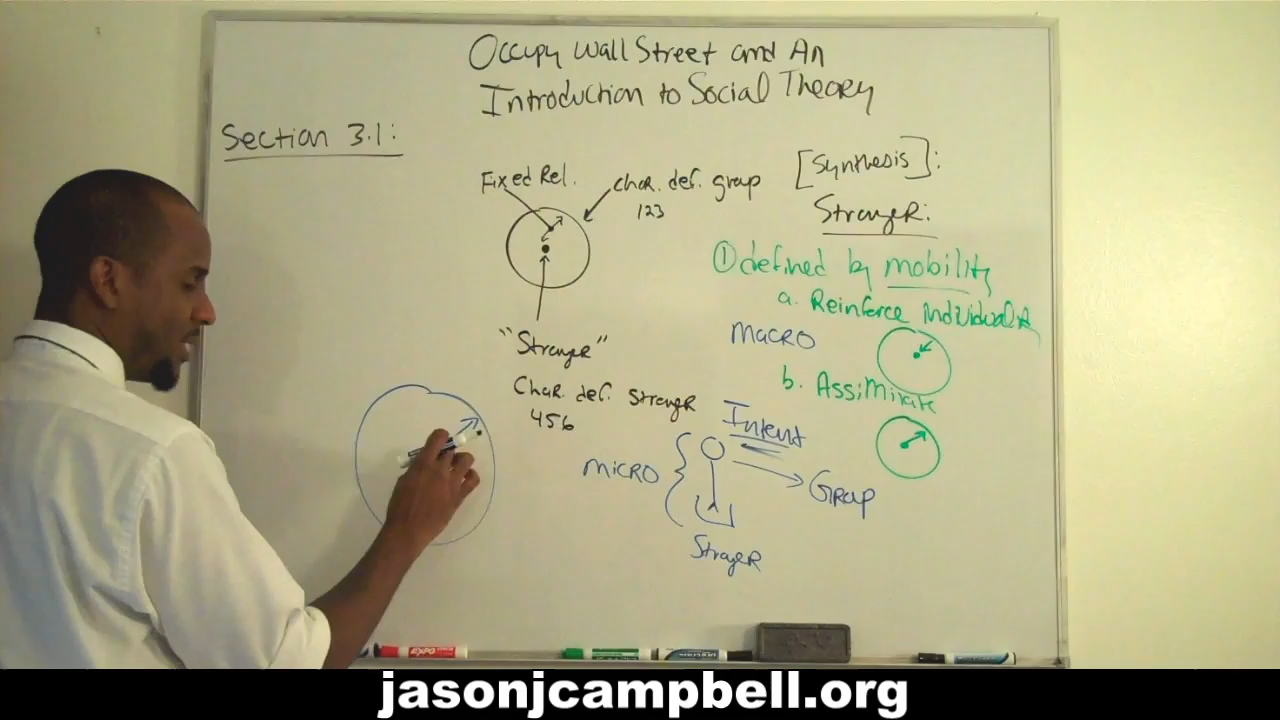 Occupy Wall Street and An
Introduction to Social Theory
Section 3.1:
[Synthesis]:
Stranger:
Fixed Rel.
Char. def. group
123
① defined by mobility
a. Reinforce
MACRO
"Stranger"
b. Assimilate
Char. def. Stranger
456
Intent
MICRO
Group
Stranger
EXPO
jasonjcampbell.org